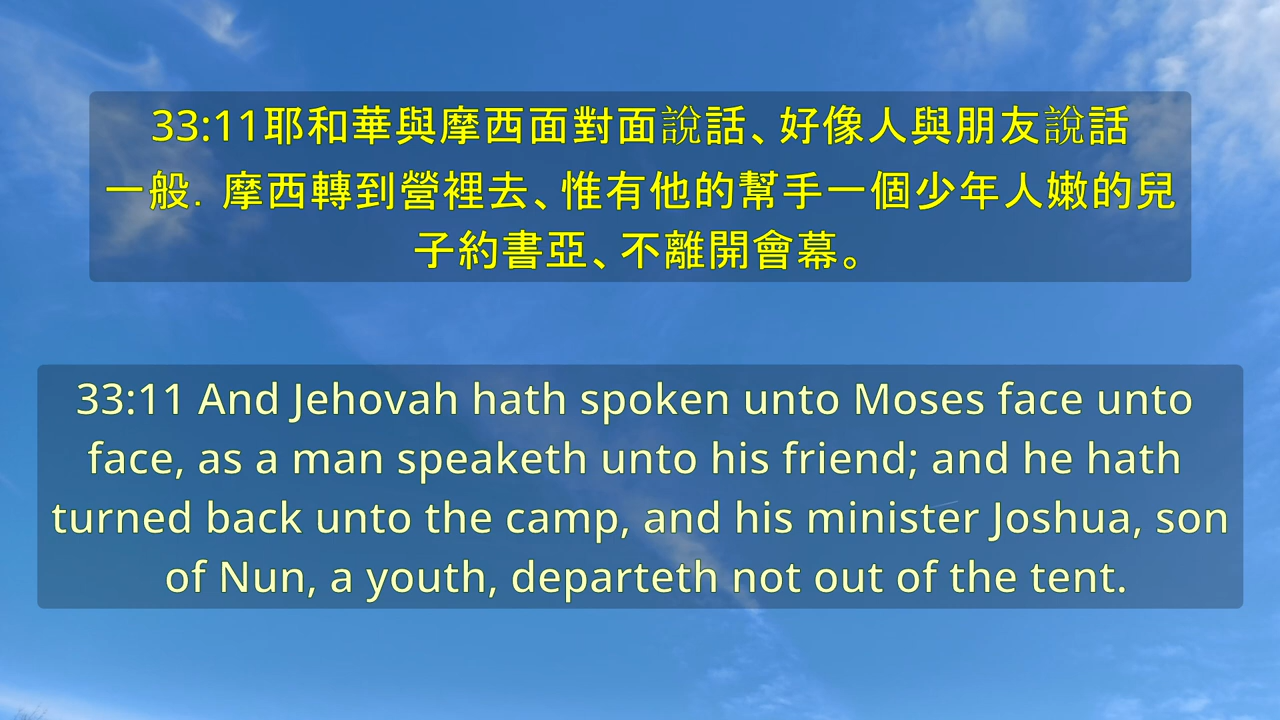 33:11耶和華與摩西面對面說話、好像人與朋友說話
一般．摩西轉到營裡去、惟有他的幫手一個少年人嫩的兒
子約書亞、不離開會幕。
33:11 And Jehovah hath spoken unto Moses face unto
face, as a man speaketh unto his friend; and he hath
turned back unto the camp, and his minister Joshua, son
of Nun, a youth, departeth not out of the tent.